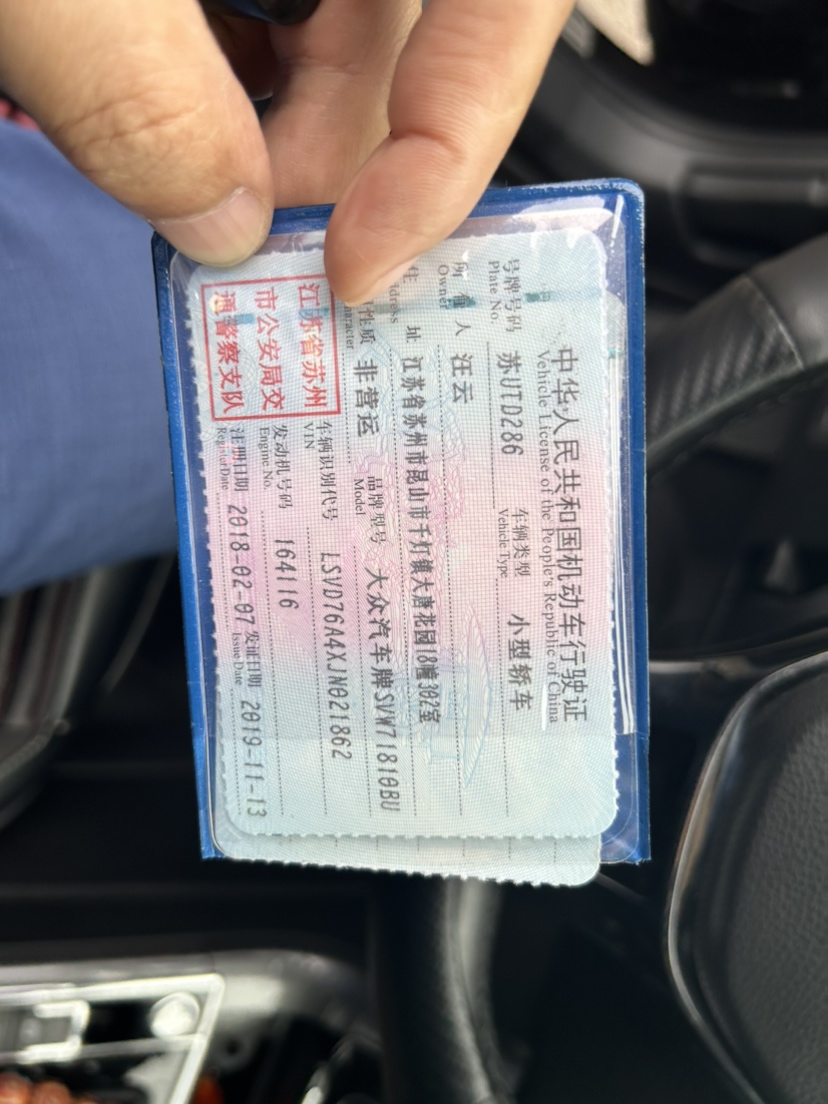 中华人民共和国机动车行驶证
Vehicle License of the People's Republic of China
号牌号码 苏UTD286 车辆类型 小型轿车
Plate No. Vehicle Type
所 人 汪云
Owner
住 址 江苏省苏州市昆山市千灯镇大唐花园18幢302室
性质 非营运 品牌型号 大众汽车牌SVW71810BU
Model
江苏省苏州
市公安局交
通警察支队
车辆识别代号 LSVD76A4XJN021862
VIN
发动机号码 164116
Engine No.
注册日期 2018-02-07 发证日期 2019-11-13
Register Date Issue Date